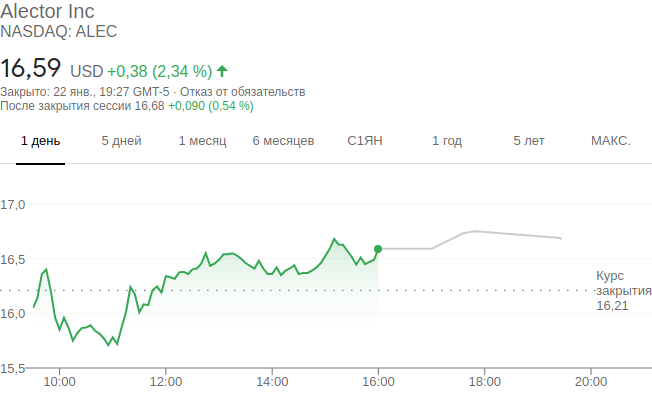 Alector Inc
NASDAQ: ALEC
16,59 USD +0,38 (2,34 %)
Закрыто: 22 янв., 19:27 GMT-5 · Отказ от обязательств
После закрытия сессии 16,68 +0,090 (0,54 %)
1 день 5 дней 1 месяц 6 месяцев С1ЯН 1 год 5 лет МАКС.
17,0
16,5
Курс
закрытия
16,21
16,0
15,5
10:00 12:00 14:00 16:00 18:00 20:00